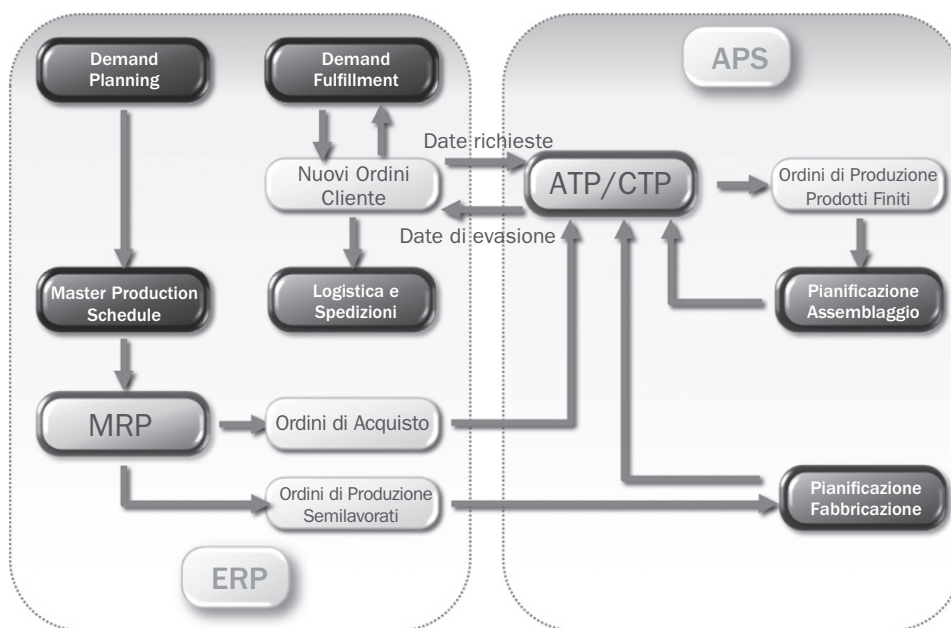 Demand
Planning
Demand
Fulfillment
APS
Date richieste
Nuovi Ordini
Cliente
ATP/CTP
Ordini di Produzione
Prodotti Finiti
Date di evasione
Master Production
Schedule
Logistica e
Spedizioni
Pianificazione
Assemblaggio
MRP
Ordini di Acquisto
Ordini di Produzione
Semilavorati
Pianificazione
Fabbricazione
ERP